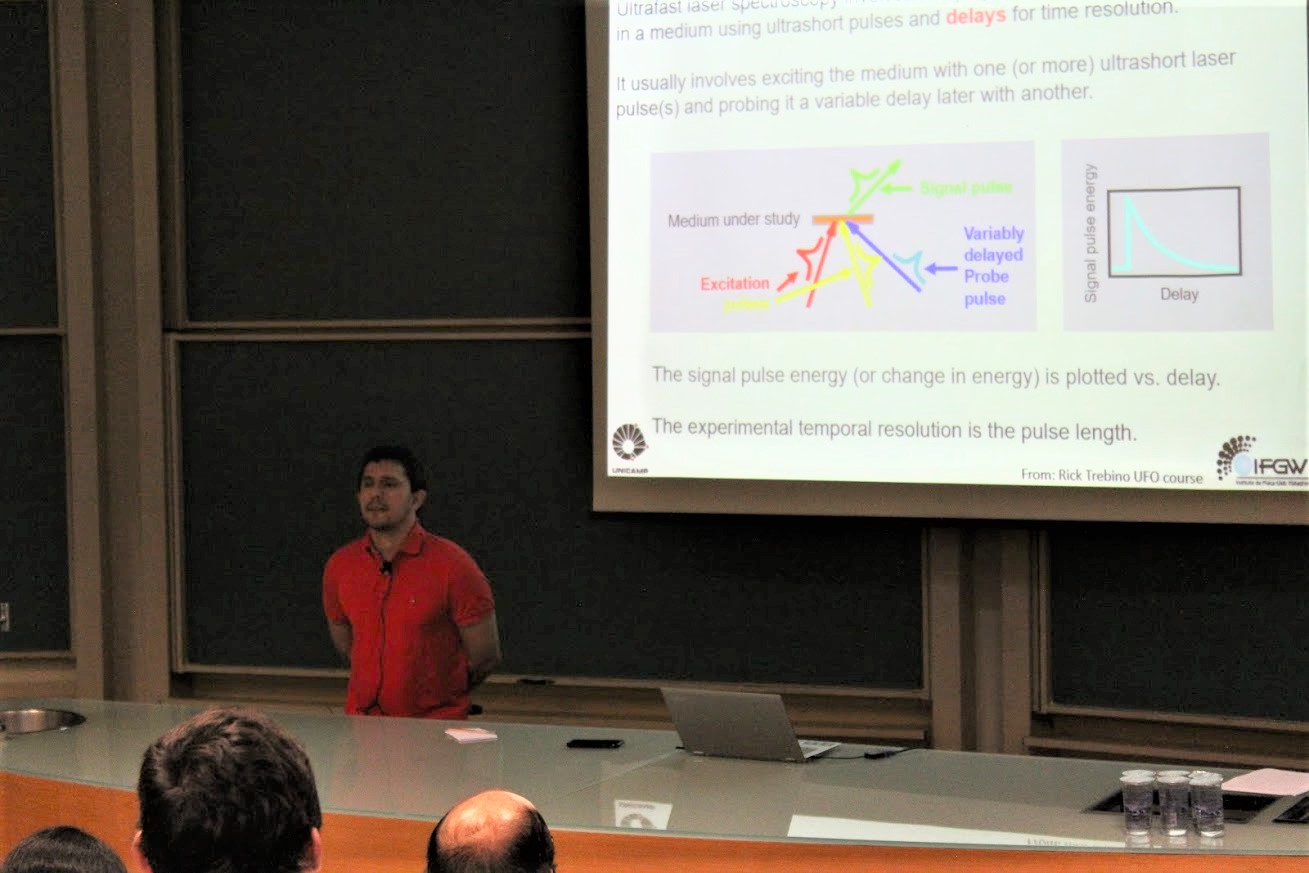 Ultrafast laser spectroscopy
in a medium using ultrashort pulses and delays for time resolution.
It usually involves exciting the medium with one (or more) ultrashort laser
pulse(s) and probing it a variable delay later with another.
Signal pulse
Medium under study
Variably
delayed
Probe
pulse
Excitation
pulses
Signal pulse energy
Delay
The signal pulse energy (or change in energy) is plotted vs. delay.
The experimental temporal resolution is the pulse length.
UNICAMP
From: Rick Trebino UFO course
IFGW